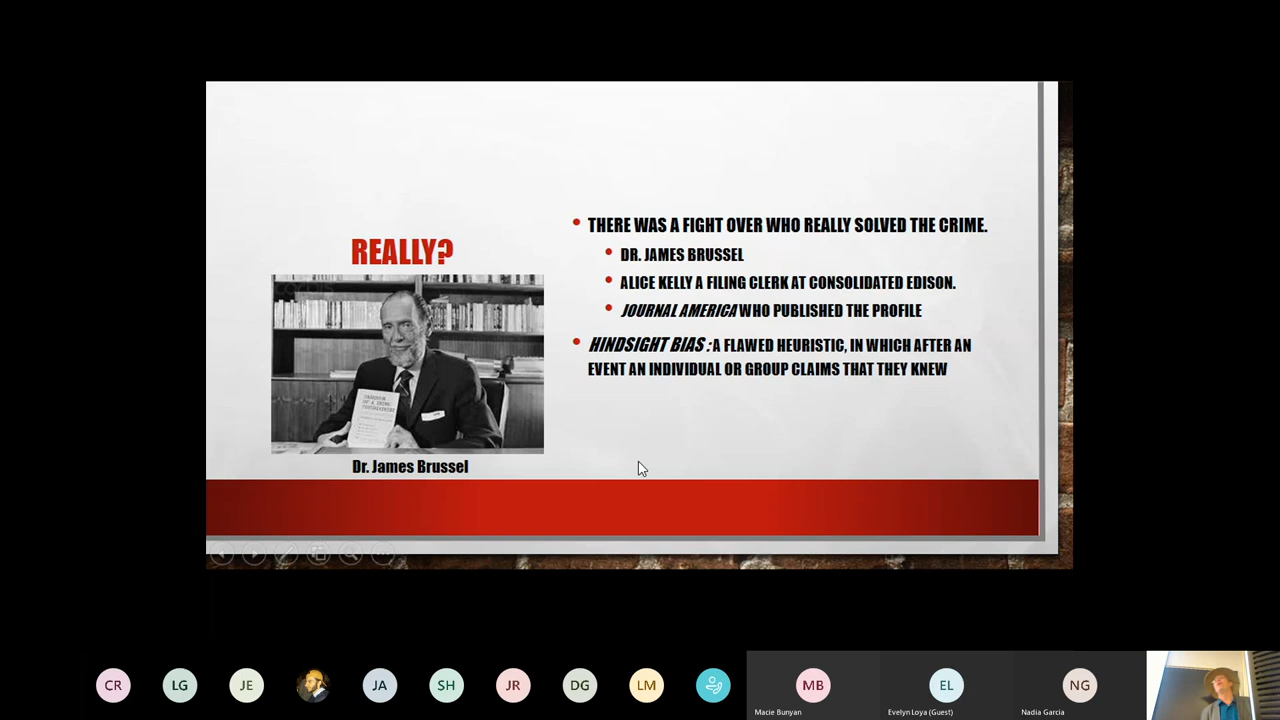 REALLY?
THERE WAS A FIGHT OVER WHO REALLY SOLVED THE CRIME.
DR. JAMES BRUSSEL
ALICE KELLY A FILING CLERK AT CONSOLIDATED EDISON.
JOURNAL AMERICA WHO PUBLISHED THE PROFILE
HINDSIGHT BIAS : A FLAWED HEURISTIC, IN WHICH AFTER AN
EVENT AN INDIVIDUAL OR GROUP CLAIMS THAT THEY KNEW
Dr. James Brussel
CR
LG
JE
JA
SH
JR
DG
LM
MB
EL
NG
Macie Bunyan
Evelyn Loya (Guest)
Nadia Garcia